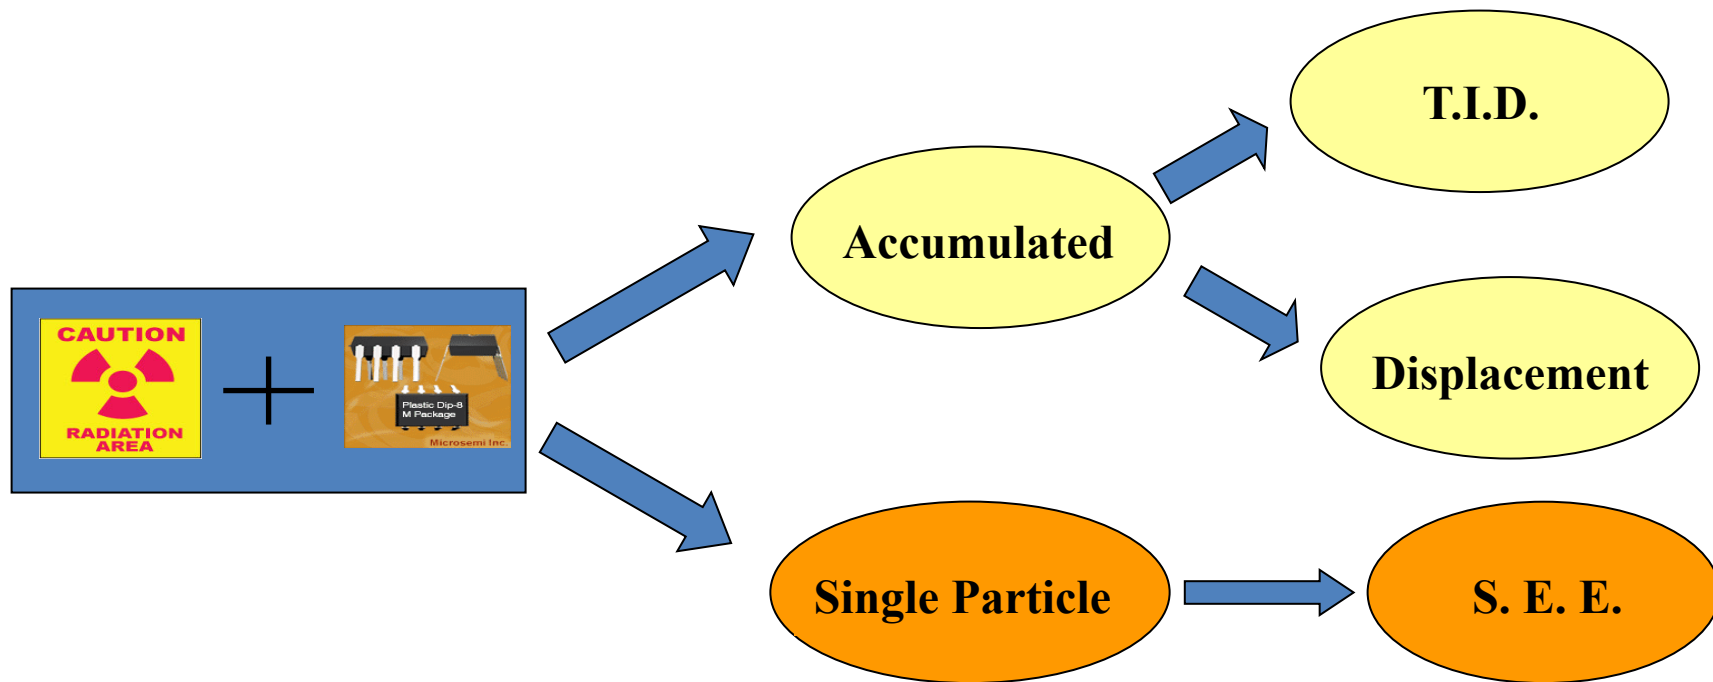 CAUTION
RADIATION
AREA
Plastic Dip-8
M Package
Microsemi Inc.
Accumulated
T.I.D.
Displacement
Single Particle
S. E. E.